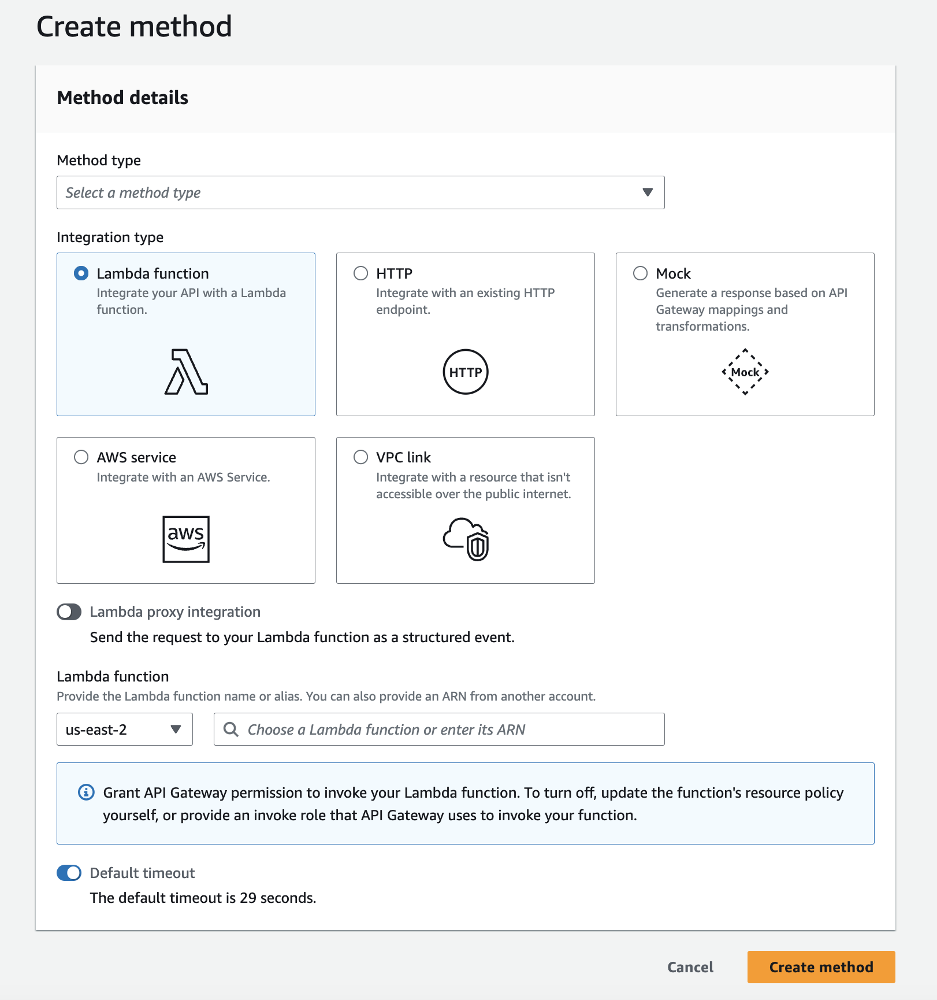 Create method
Method details
Method type
Select a method type
Integration type
Lambda function
Integrate your API with a Lambda
function.
HTTP
Integrate with an existing HTTP
endpoint.
HTTP
Mock
Generate a response based on API
Gateway mappings and
transformations.
Mock
AWS service
Integrate with an AWS Service.
aws
VPC link
Integrate with a resource that isn't
accessible over the public internet.
Lambda proxy integration
Send the request to your Lambda function as a structured event.
Lambda function
Provide the Lambda function name or alias. You can also provide an ARN from another account.
us-east-2
Choose a Lambda function or enter its ARN
Grant API Gateway permission to invoke your Lambda function. To turn off, update the function's resource policy
yourself, or provide an invoke role that API Gateway uses to invoke your function.
Default timeout
The default timeout is 29 seconds.
Cancel
Create method